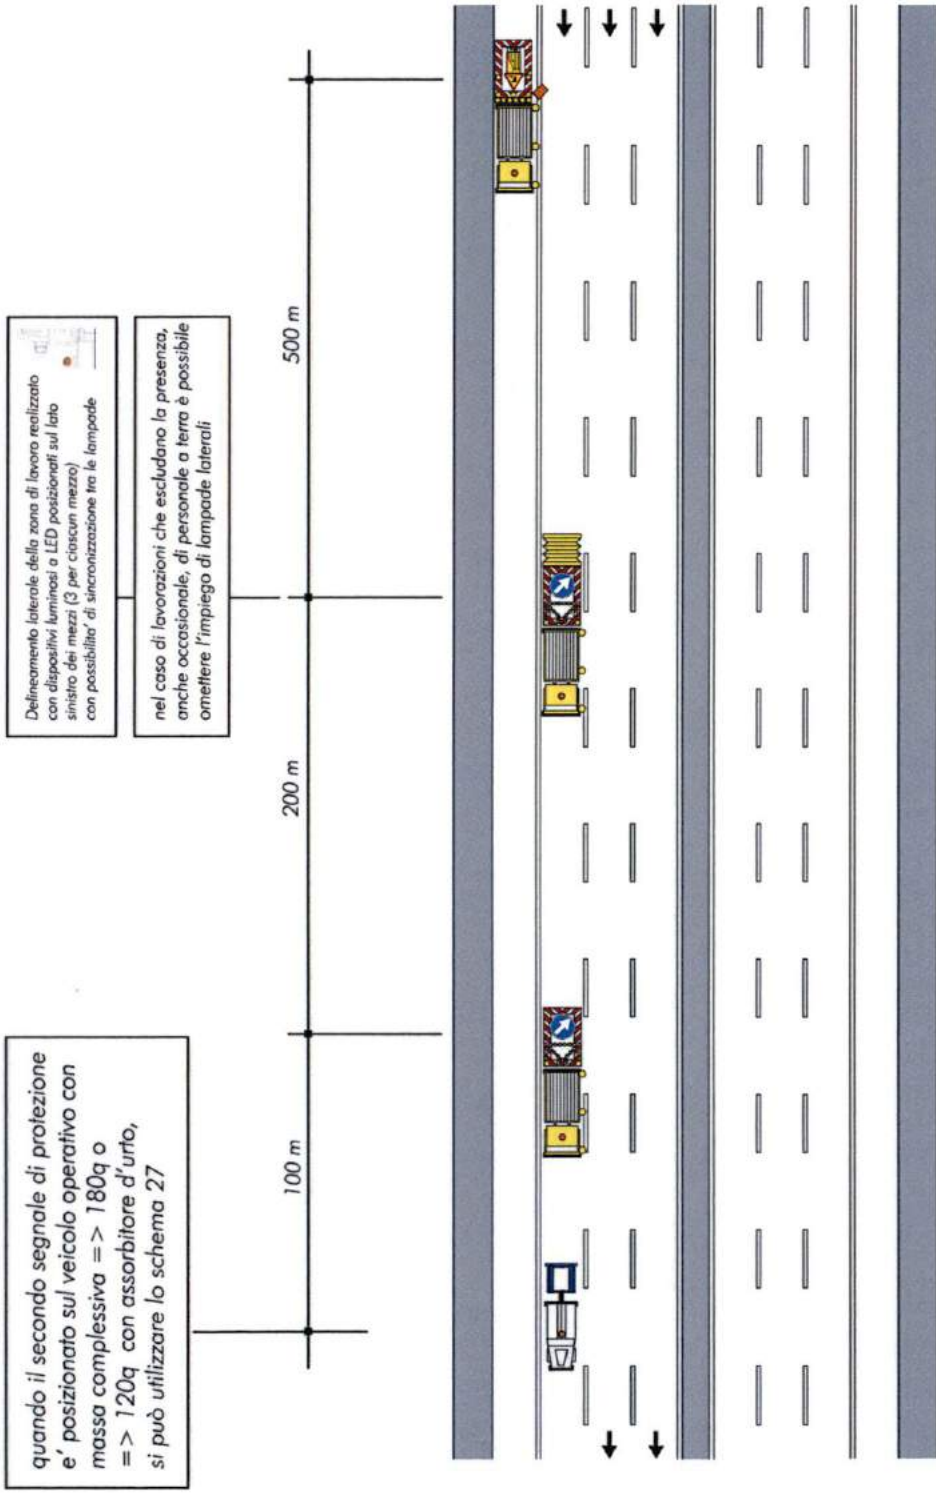 Delineamento laterale della zona di lavoro realizzato
con dispositivi luminosi a LED posizionati sul lato
sinistro dei mezzi (3 per ciascun mezzo)
con possibilita' di sincronizzazione tra le lampade
nel caso di lavorazioni che escludano la presenza,
anche occasionale, di personale a terra è possibile
omettere l'impiego di lampade laterali
500 m
200 m
100 m
quando il secondo segnale di protezione
e' posizionato sul veicolo operativo con
massa complessiva => 180q o
=> 120q con assorbitore d'urto,
si può utilizzare lo schema 27